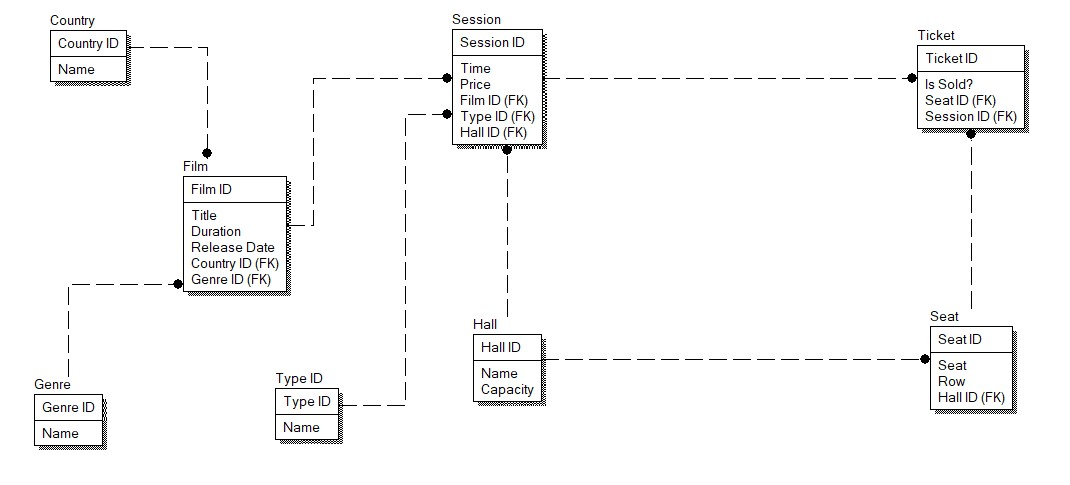 Country
Country ID
Name
Session
Session ID
Time
Price
Film ID (FK)
Type ID (FK)
Hall ID (FK)
Ticket
Ticket ID
Is Sold?
Seat ID (FK)
Session ID (FK)
Film
Film ID
Title
Duration
Release Date
Country ID (FK)
Genre ID (FK)
Hall
Hall ID
Name
Capacity
Seat
Seat ID
Seat
Row
Hall ID (FK)
Genre
Genre ID
Name
Type ID
Type ID
Name